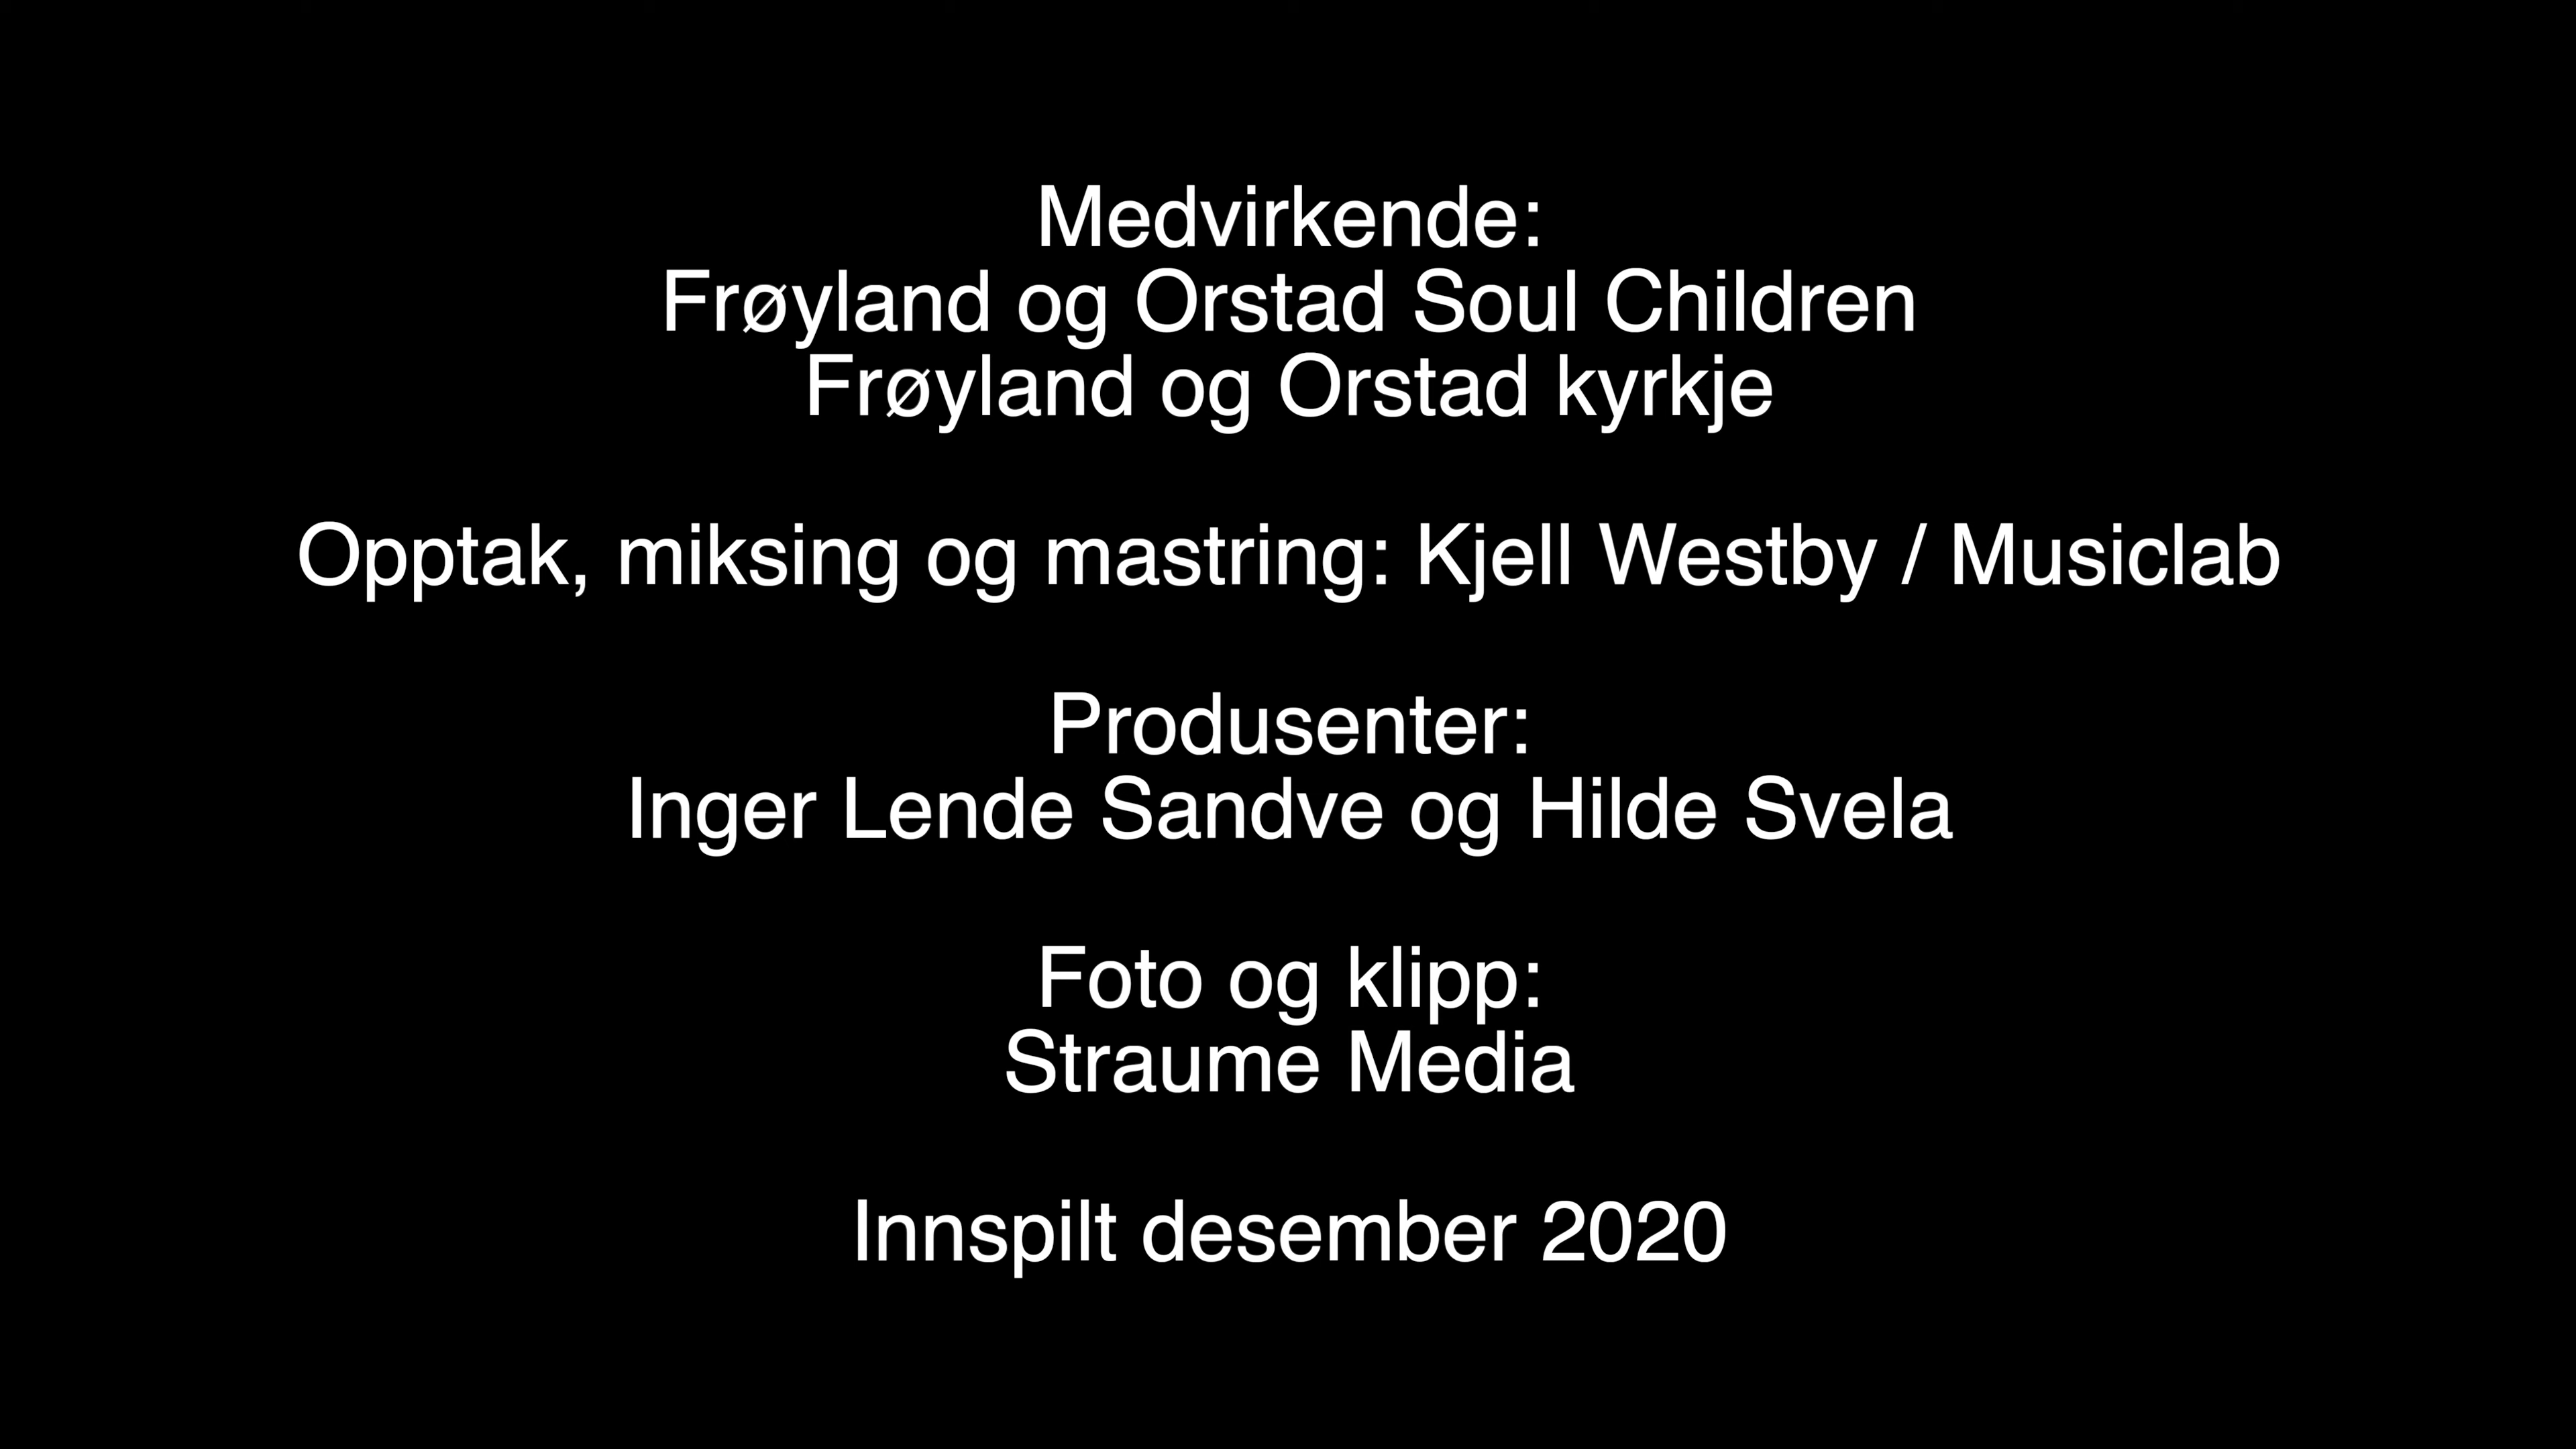 Medvirkende:
Frøyland og Orstad Soul Children
Frøyland og Orstad kyrkje
Opptak, miksing og mastring: Kjell Westby / Musiclab
Produsenter:
Inger Lende Sandve og Hilde Svela
Foto og klipp:
Straume Media
Innspilt desember 2020